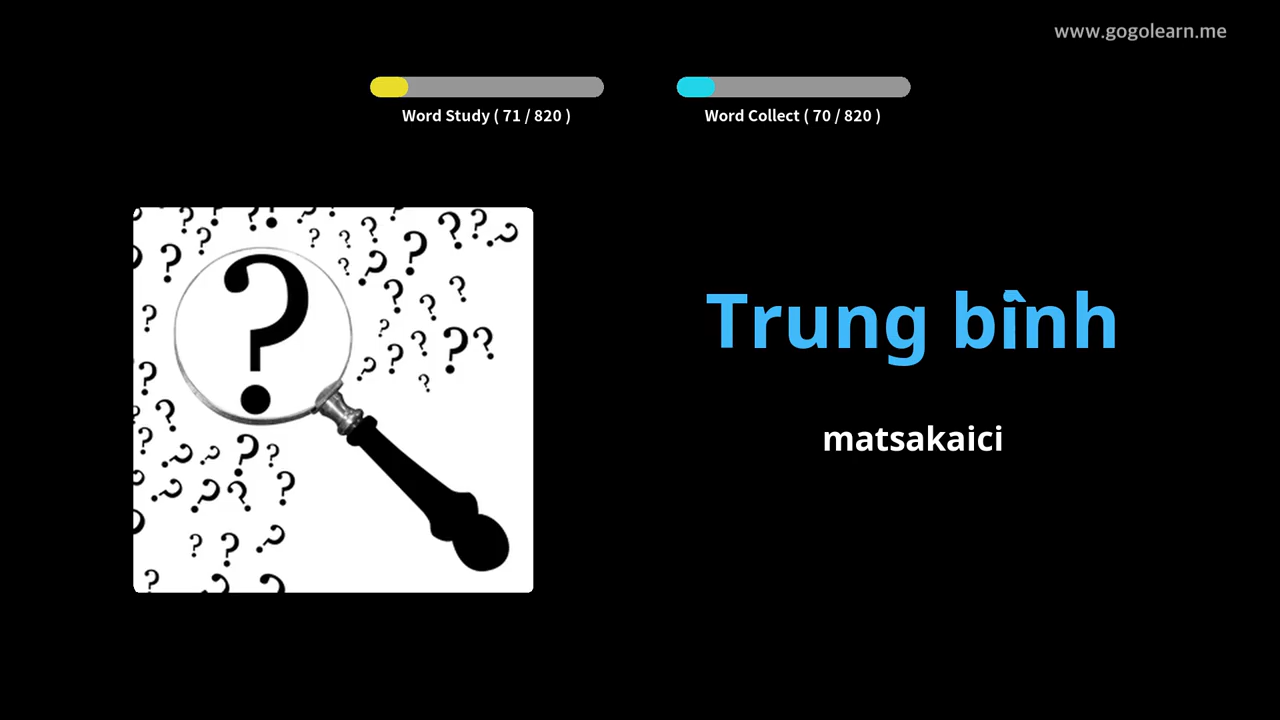 www.gogolearn.me
Word Study ( 71 / 820 )
Word Collect ( 70 / 820 )
Trung bình
matsakaici